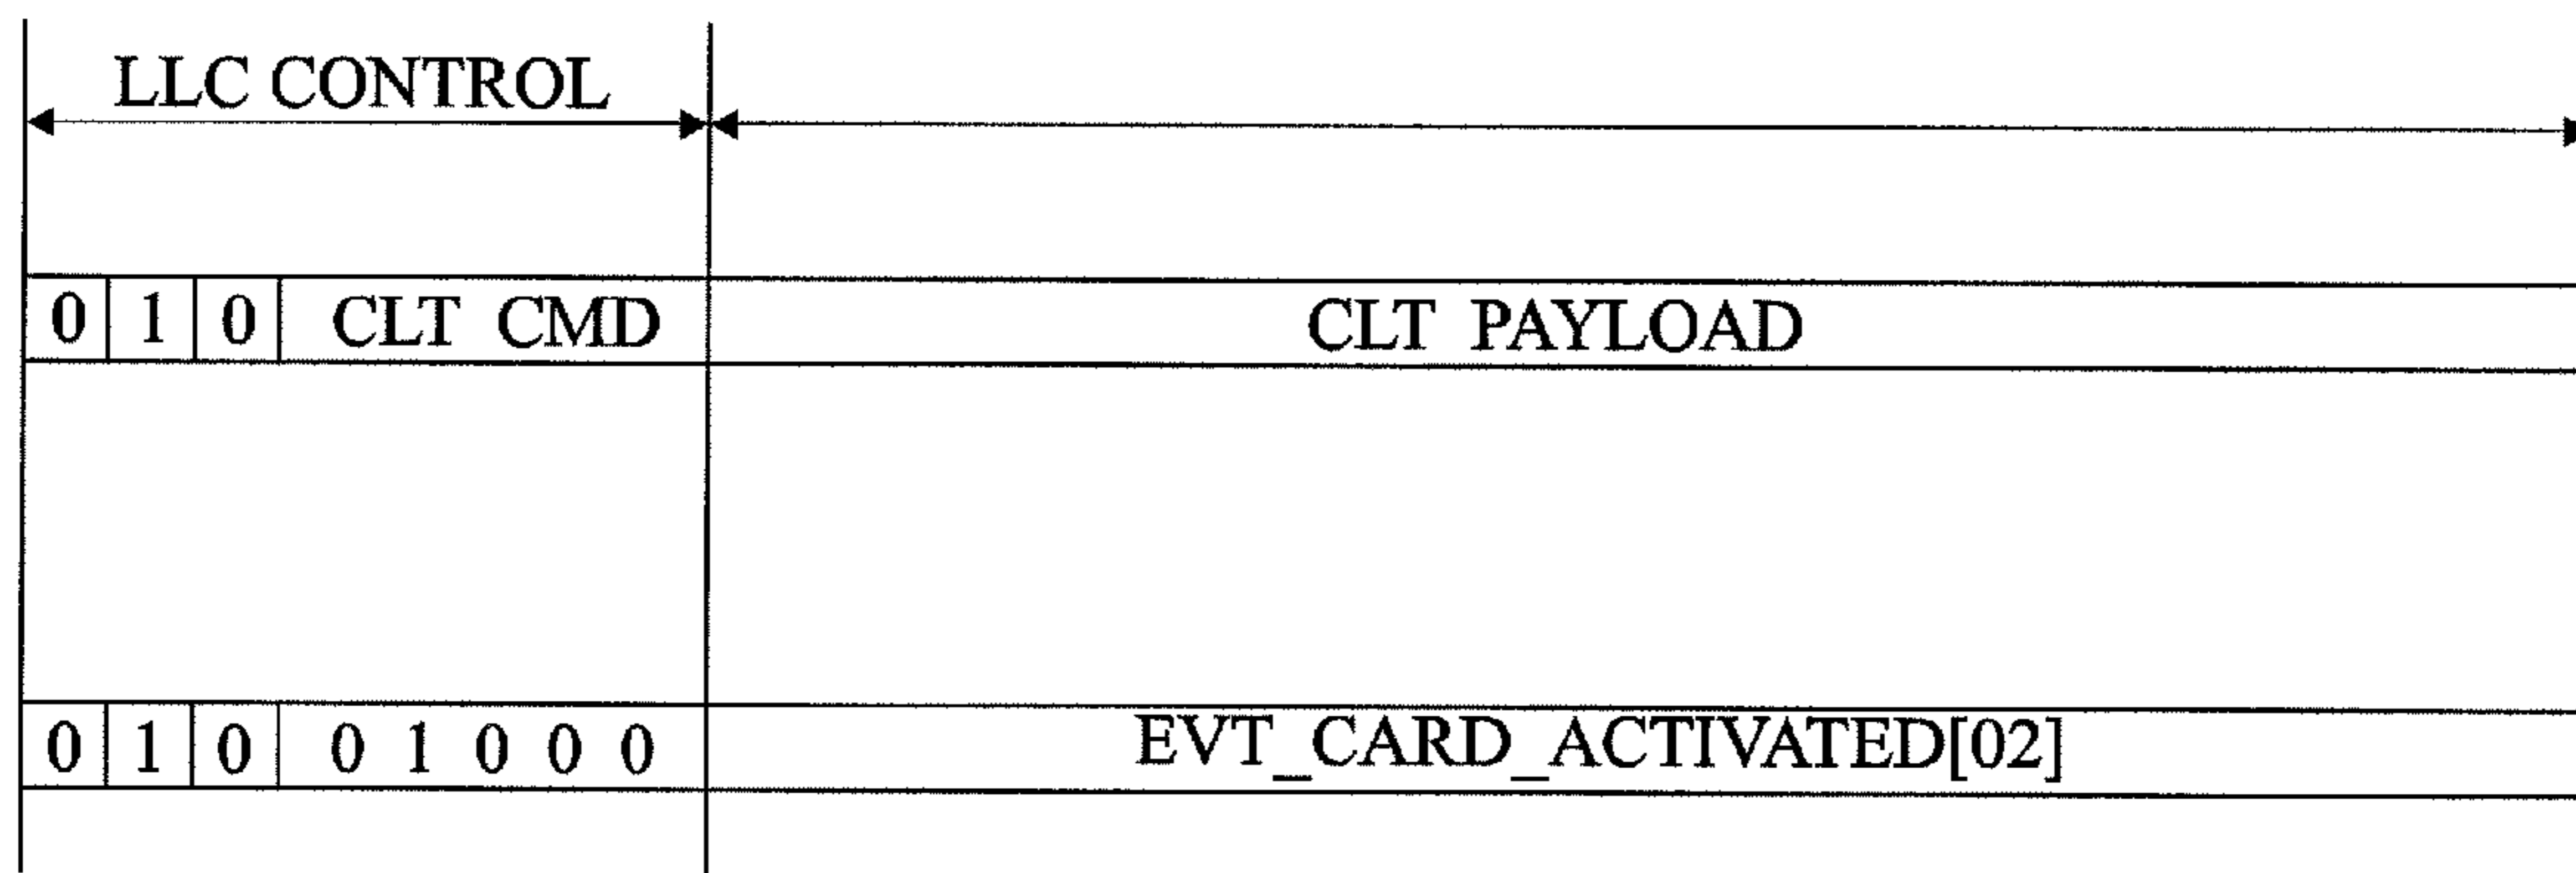 LLC CONTROL
0 1 0 CLT CMD CLT PAYLOAD
0 1 0 0 1 0 0 0 EVT_CARD_ACTIVATED[02]